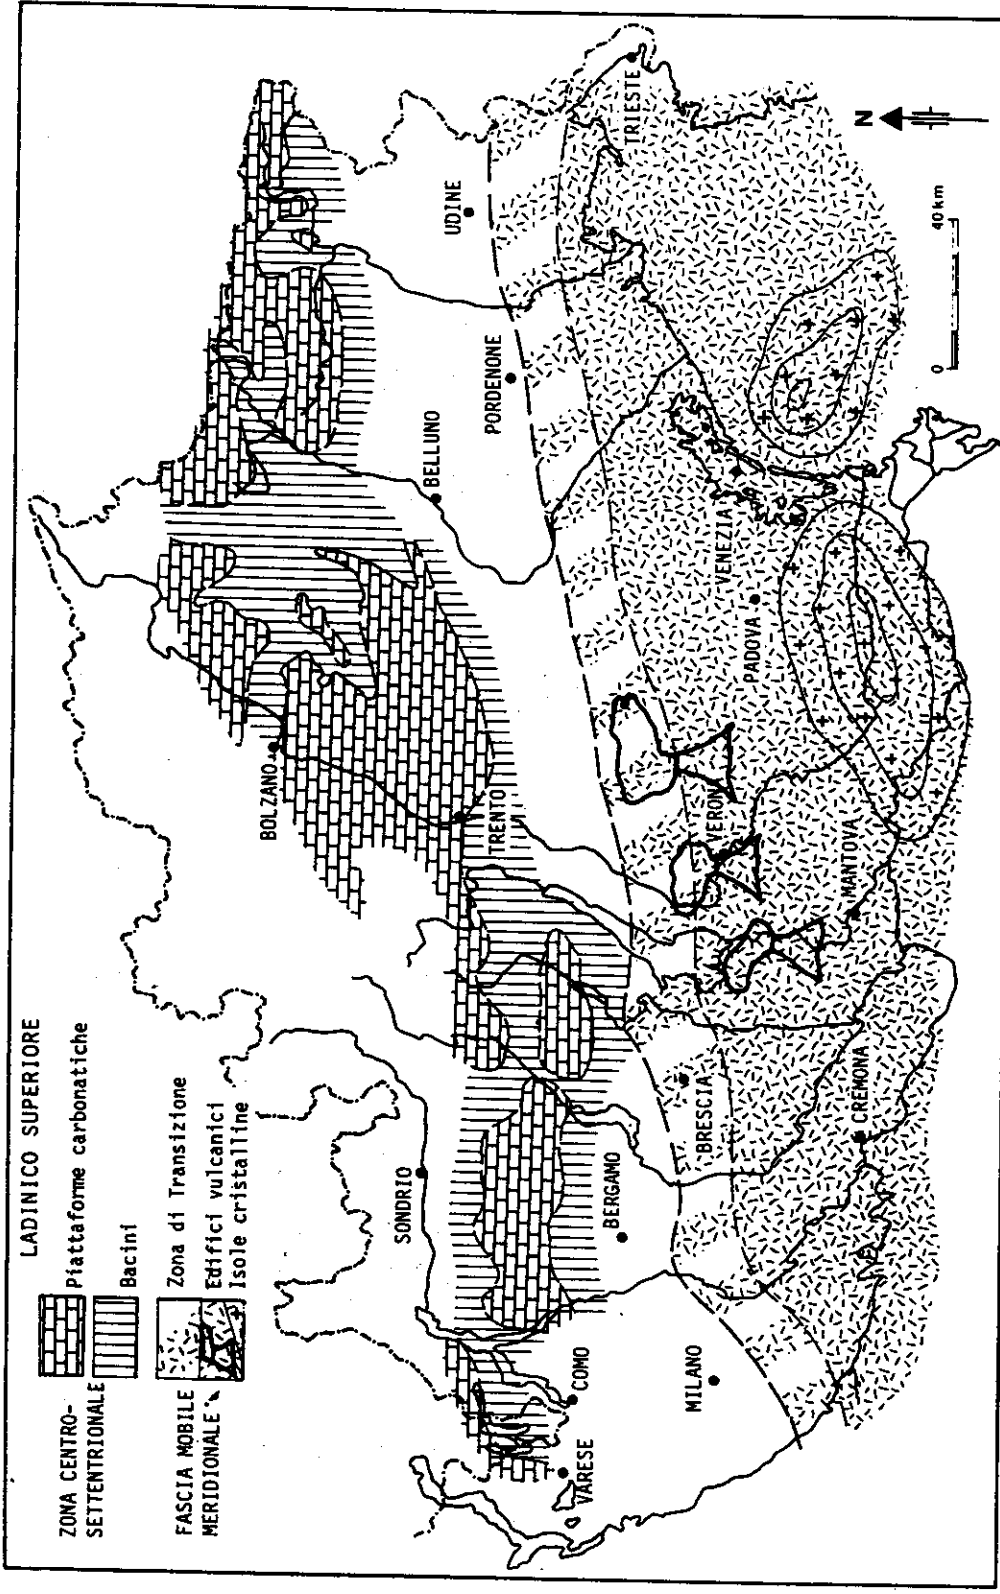 LADINICO SUPERIORE
ZONA CENTRO-
SETTENTRIONALE
Piattaforme carbonatiche
Bacini
FASCIA MOBILE
MERIDIONALE
Zona di Transizione
Edifici vulcanici
Isole cristalline
BOLZANO
SONDRIO
TRENTO
BELLUNO
UDINE
PORDENONE
TRIESTE
VARESE
COMO
BERGAMO
MILANO
BRESCIA
VERONA
VENEZIA
PADOVA
CREMONA
MANTOVA
N
0
40 km